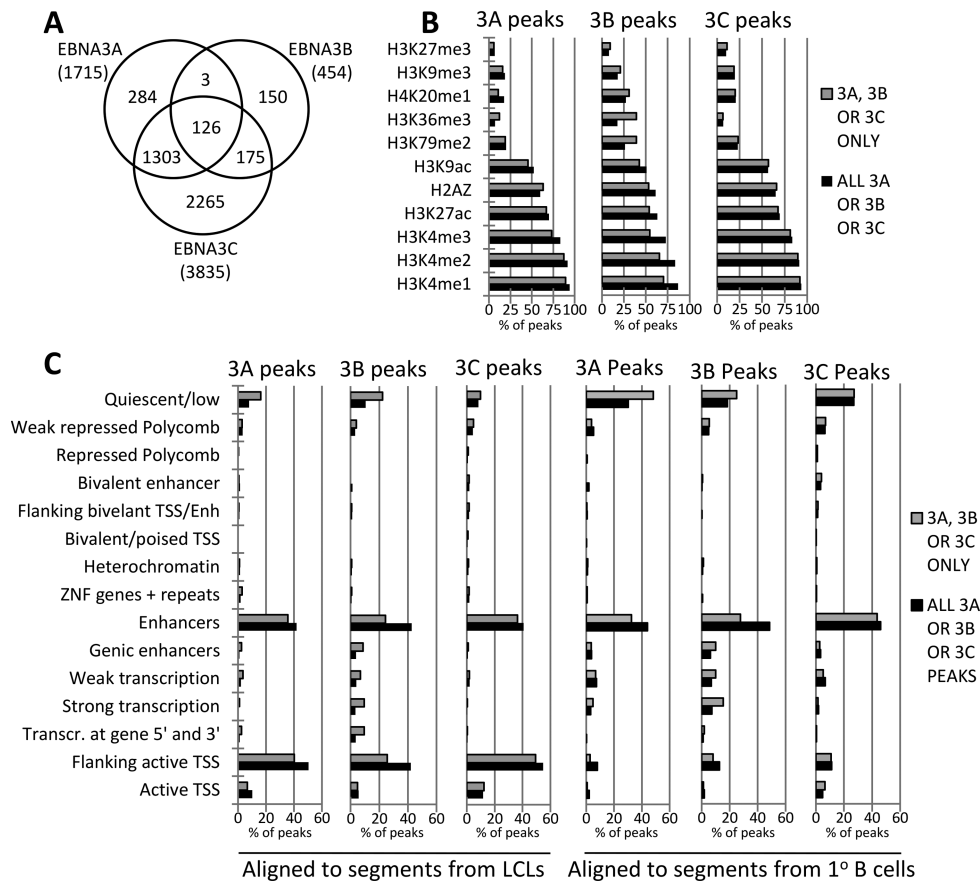 A
EBNA3A
(1715)
EBNA3B
(454)
3
284
150
126
1303
175
2265
EBNA3C
(3835)
B
3A peaks
3B peaks
3C peaks
H3K27me3
H3K9me3
H4K20me1
H3K36me3
H3K79me2
H3K9ac
H2AZ
H3K27ac
H3K4me3
H3K4me2
H3K4me1
0 25 50 75 100
0 25 50 75 100
0 25 50 75 100
% of peaks
% of peaks
% of peaks
3A, 3B
OR 3C
ONLY
ALL 3A
OR 3B
OR 3C
C
3A peaks
3B peaks
3C peaks
3A Peaks
3B Peaks
3C Peaks
Quiescent/low
Weak repressed Polycomb
Repressed Polycomb
Bivalent enhancer
Flanking bivelant TSS/Enh
Bivalent/poised TSS
Heterochromatin
ZNF genes + repeats
Enhancers
Genic enhancers
Weak transcription
Strong transcription
Transcr. at gene 5' and 3'
Flanking active TSS
Active TSS
0 20 40 60
0 20 40 60
0 20 40 60
0 20 40 60
0 20 40 60
0 20 40 60
% of peaks
% of peaks
% of peaks
% of peaks
% of peaks
% of peaks
3A, 3B
OR 3C
ONLY
ALL 3A
OR 3B
OR 3C
PEAKS
Aligned to segments from LCLs
Aligned to segments from 1° B cells